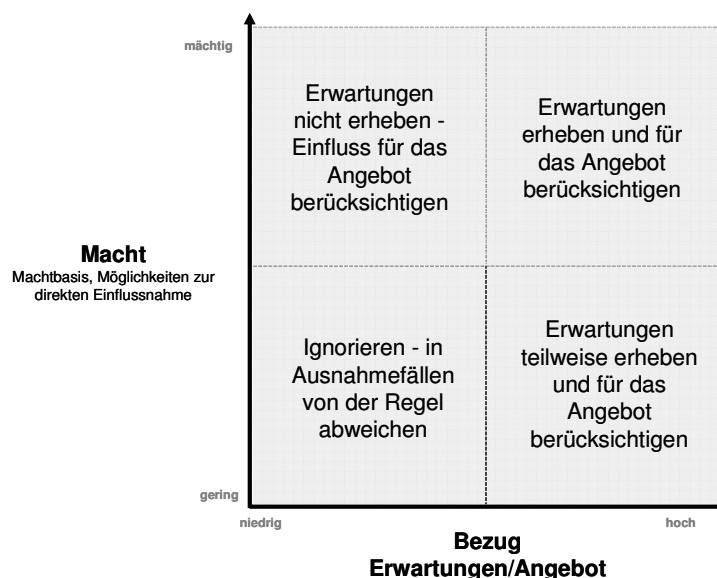 mächtig
Erwartungen
nicht erheben -
Einfluss für das
Angebot
berücksichtigen
Erwartungen
erheben und für
das Angebot
berücksichtigen
Macht
Machtbasis, Möglichkeiten zur
direkten Einflussnahme
Ignorieren - in
Ausnahmefällen
von der Regel
abweichen
Erwartungen
teilweise erheben
und für das
Angebot
berücksichtigen
gering
niedrig
hoch
Bezug
Erwartungen/Angebot